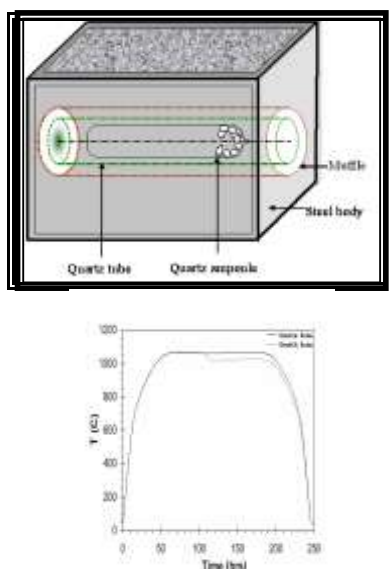 Muffle
Steel body
Quartz tube
Quartz ampoule
1200
1000
800
600
400
200
0
T (C)
0 50 100 150 200 250
Time (hrs)